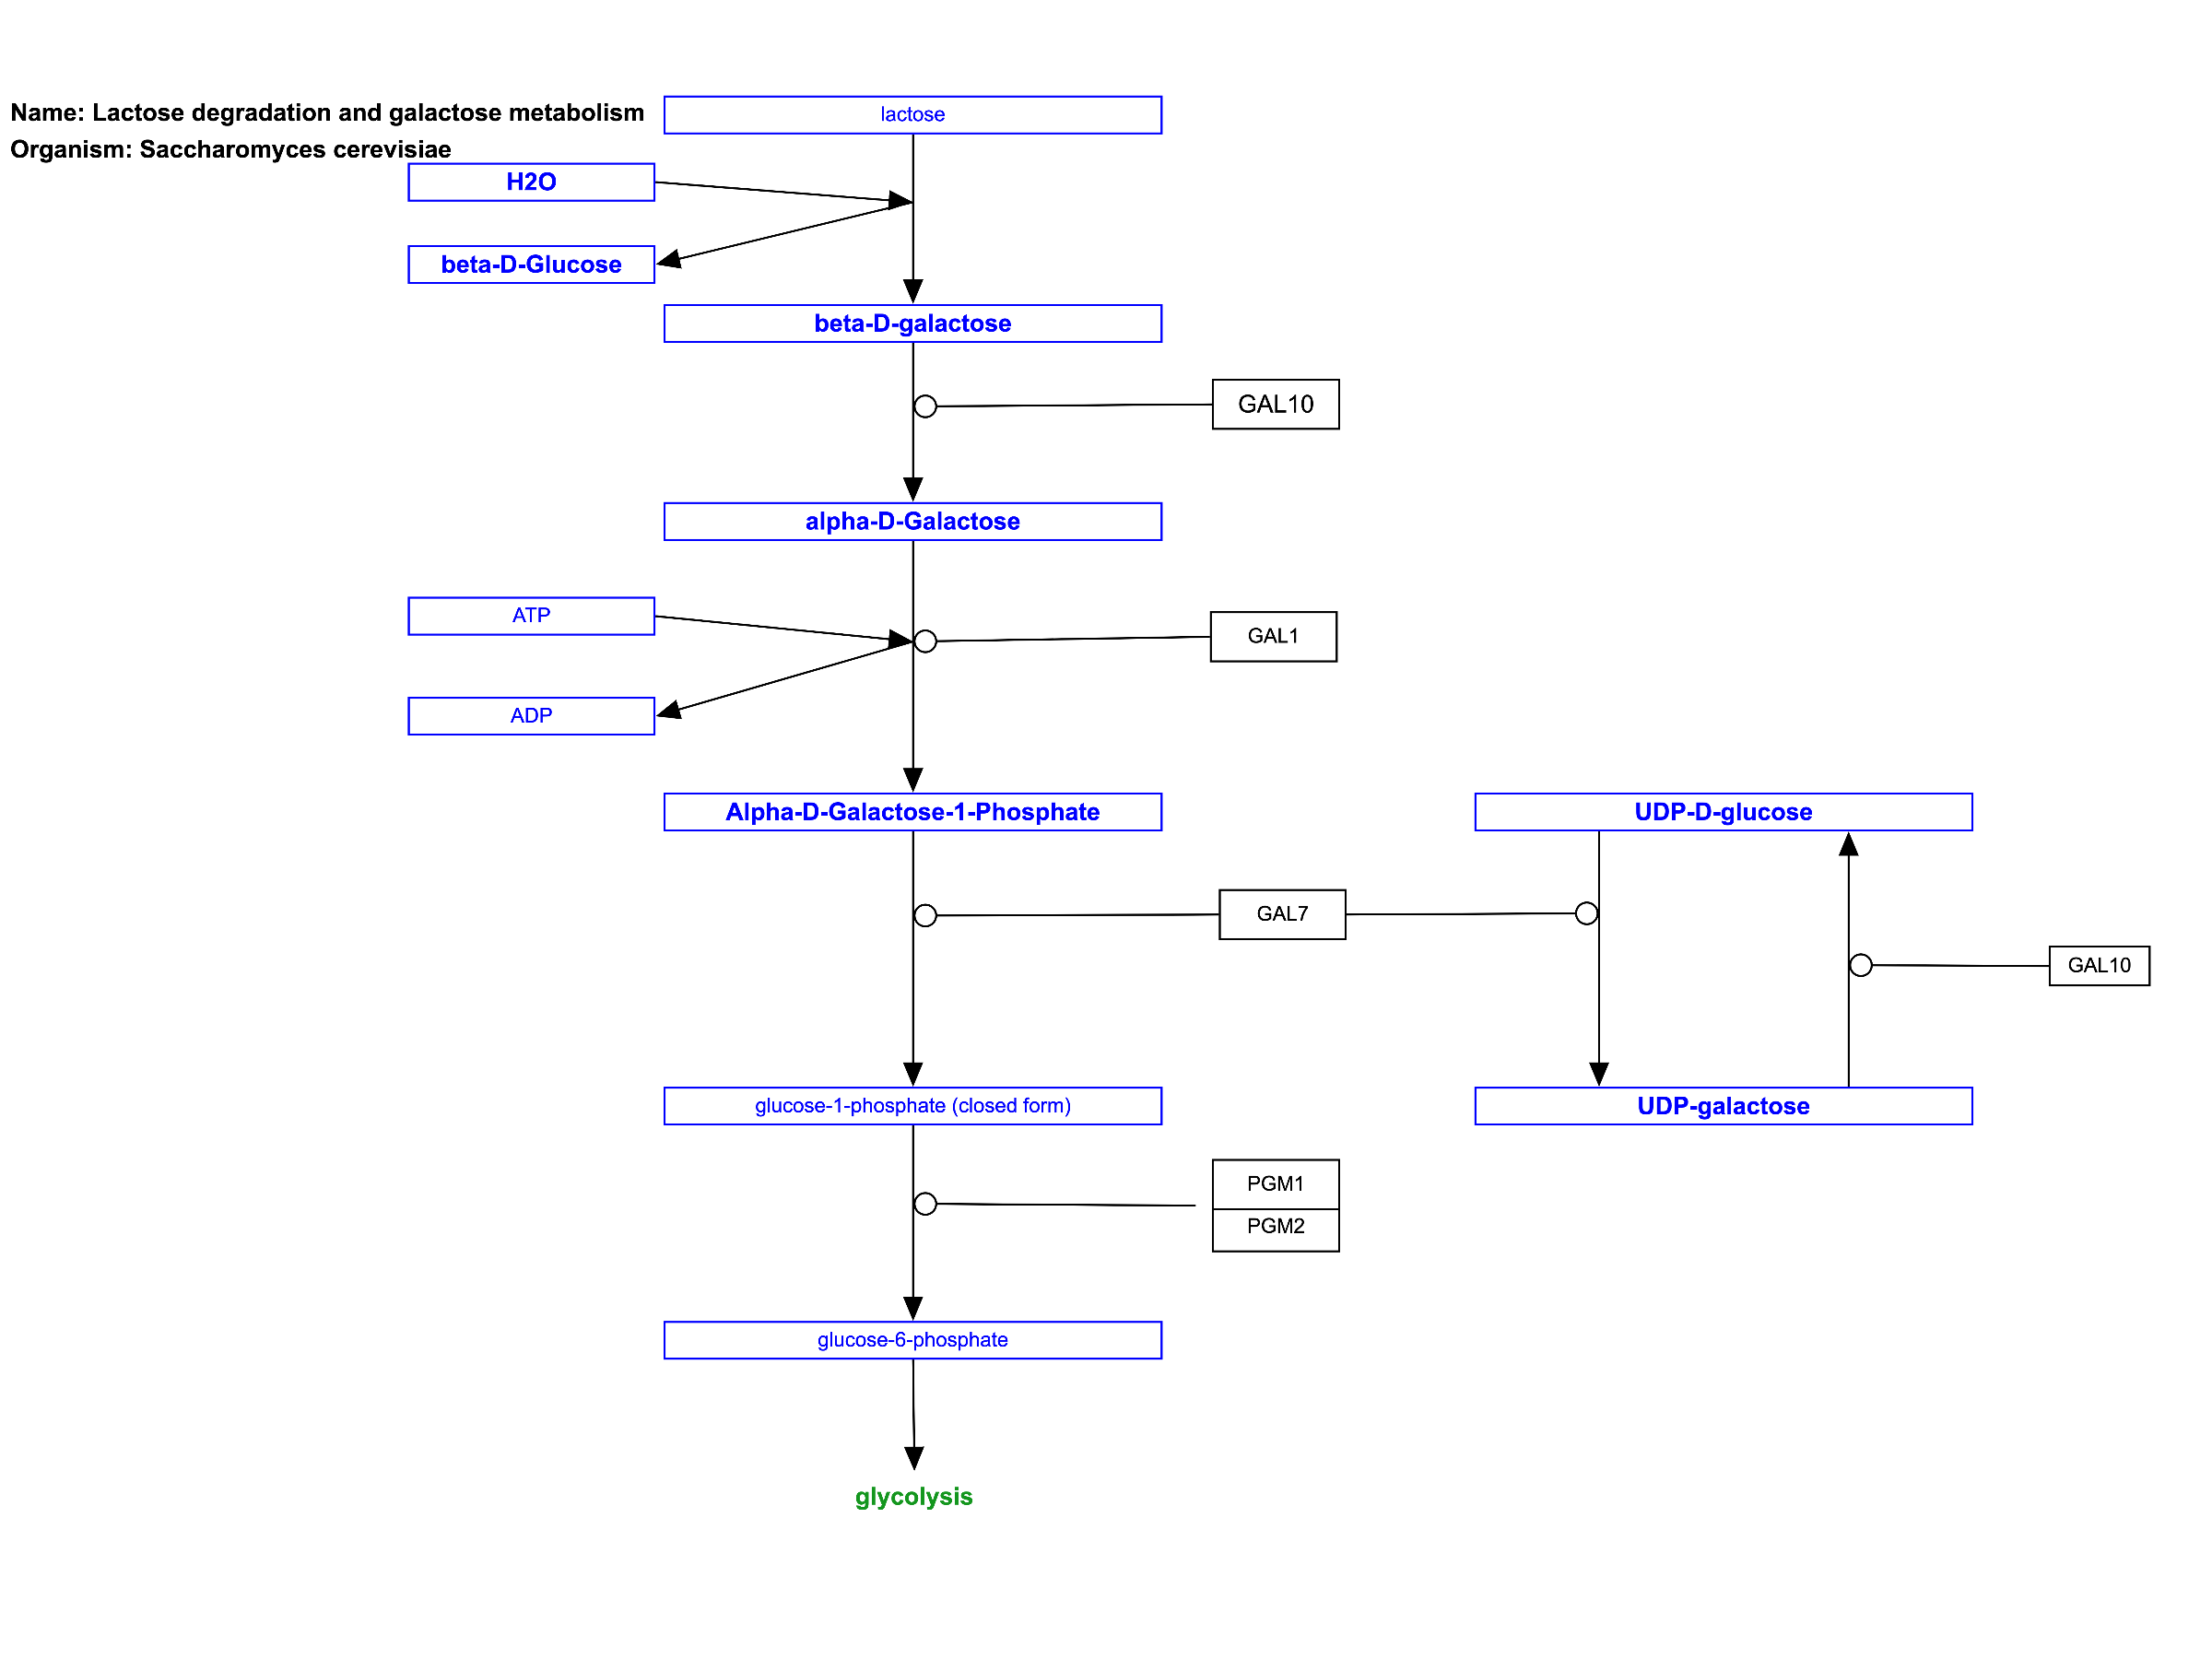 Name: Lactose degradation and galactose metabolism
lactose
Organism: Saccharomyces cerevisiae
H2O
beta-D-Glucose
beta-D-galactose
GAL10
alpha-D-Galactose
ATP
GAL1
ADP
Alpha-D-Galactose-1-Phosphate
UDP-D-glucose
GAL7
GAL10
glucose-1-phosphate (closed form)
UDP-galactose
PGM1
PGM2
glucose-6-phosphate
glycolysis